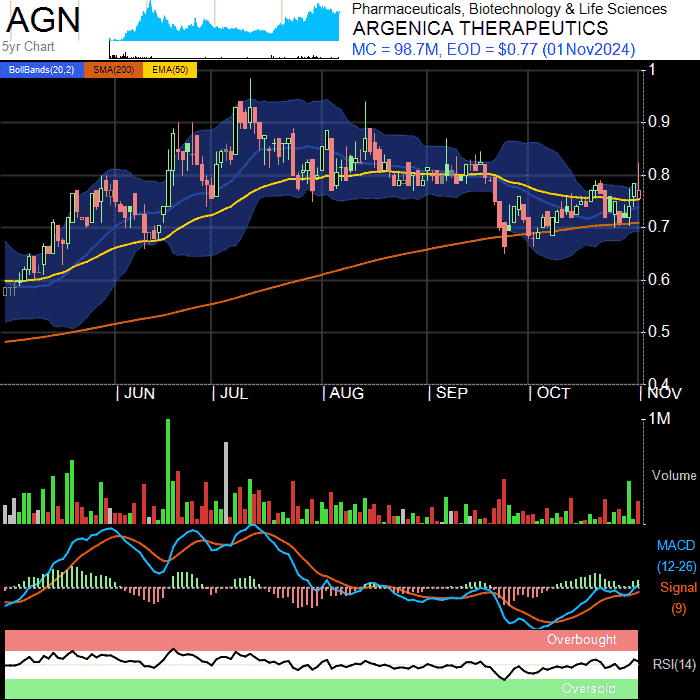 AGN
5yr Chart
Pharmaceuticals, Biotechnology & Life Sciences
ARGENICA THERAPEUTICS
MC = 98.7M, EOD = $0.77 (01Nov2024)
BollBands(20,2) SMA(200) EMA(50)
1
0.9
0.8
0.7
0.6
0.5
0.4
| JUN | JUL | AUG | SEP | OCT | NOV
1M
Volume
MACD
(12-26)
Signal
(9)
Overbought
RSI(14)
Oversold